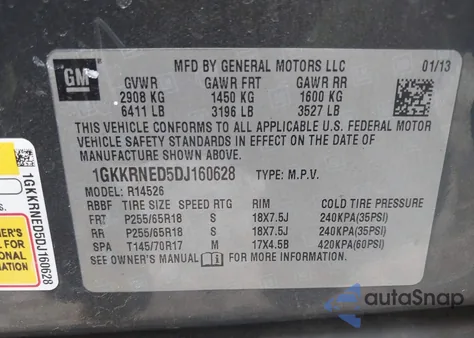 GM
MFD BY GENERAL MOTORS LLC 01/13
GVWR GAWR FRT GAWR RR
2908 KG 1450 KG 1600 KG
6411 LB 3196 LB 3527 LB
THIS VEHICLE CONFORMS TO ALL APPLICABLE U.S. FEDERAL MOTOR
VEHICLE SAFETY STANDARDS IN EFFECT ON THE DATE OF
MANUFACTURE SHOWN ABOVE.
1GKKRNED5DJ160628 TYPE: M.P.V.
MODEL: R14526
RBBF TIRE SIZE SPEED RTG RIM COLD TIRE PRESSURE
FRT P255/65R18 S 18X7.5J 240KPA(35PSI)
RR P255/65R18 S 18X7.5J 240KPA(35PSI)
SPA T145/70R17 M 17X4.5B 420KPA(60PSI)
SEE OWNER'S MANUAL FOR MORE INFORMATION.
1GKKRNED5DJ160628
autoSnap